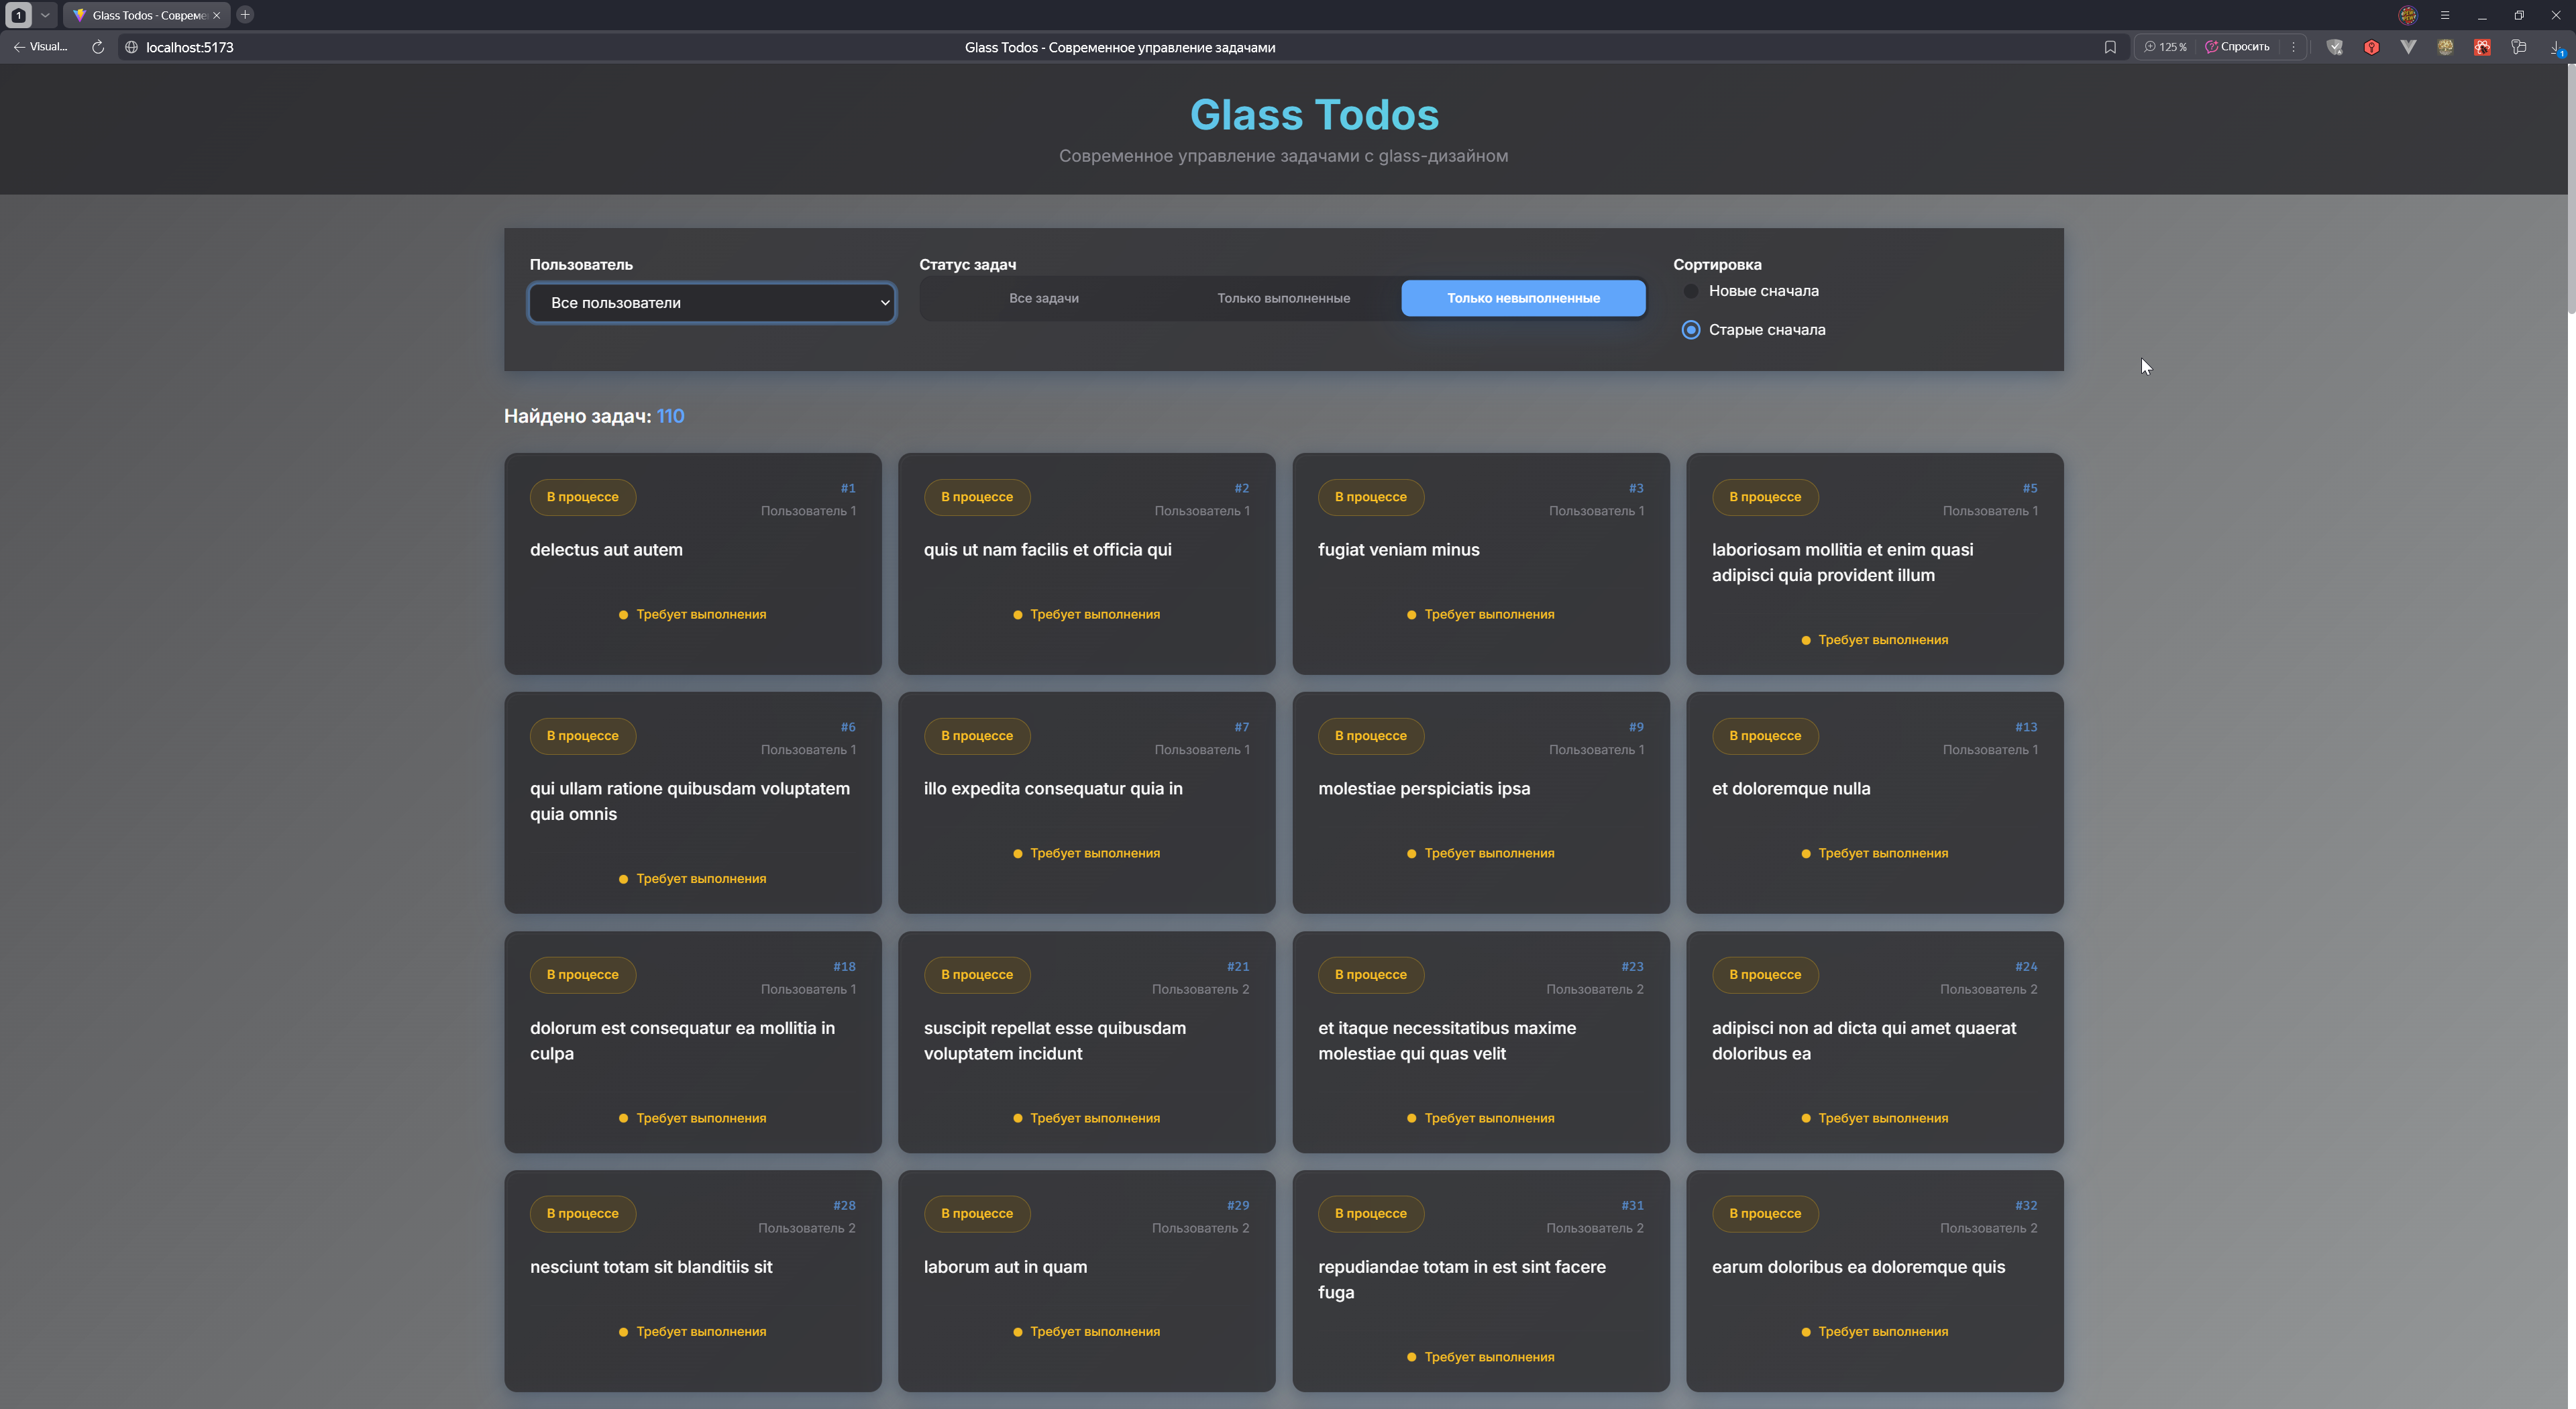 1
Glass Todos - Совреме
Visual...
localhost:5173
Glass Todos - Современное управление задачами
125 %
Спросить
1
Glass Todos
Современное управление задачами с glass-дизайном
Пользователь
Все пользователи
Статус задач
Все задачи
Только выполненные
Только невыполненные
Сортировка
Новые сначала
Старые сначала
Найдено задач: 110
В процессе
#1
Пользователь 1
delectus aut autem
Требует выполнения
В процессе
#2
Пользователь 1
quis ut nam facilis et officia qui
Требует выполнения
В процессе
#3
Пользователь 1
fugiat veniam minus
Требует выполнения
В процессе
#5
Пользователь 1
laboriosam mollitia et enim quasi
adipisci quia provident illum
Требует выполнения
В процессе
#6
Пользователь 1
qui ullam ratione quibusdam voluptatem
quia omnis
Требует выполнения
В процессе
#7
Пользователь 1
illo expedita consequatur quia in
Требует выполнения
В процессе
#9
Пользователь 1
molestiae perspiciatis ipsa
Требует выполнения
В процессе
#13
Пользователь 1
et doloremque nulla
Требует выполнения
В процессе
#18
Пользователь 1
dolorum est consequatur ea mollitia in
culpa
Требует выполнения
В процессе
#21
Пользователь 2
suscipit repellat esse quibusdam
voluptatem incidunt
Требует выполнения
В процессе
#23
Пользователь 2
et itaque necessitatibus maxime
molestiae qui quas velit
Требует выполнения
В процессе
#24
Пользователь 2
adipisci non ad dicta qui amet quaerat
doloribus ea
Требует выполнения
В процессе
#28
Пользователь 2
nesciunt totam sit blanditiis sit
Требует выполнения
В процессе
#29
Пользователь 2
laborum aut in quam
Требует выполнения
В процессе
#31
Пользователь 2
repudiandae totam in est sint facere
fuga
Требует выполнения
В процессе
#32
Пользователь 2
earum doloribus ea doloremque quis
Требует выполнения